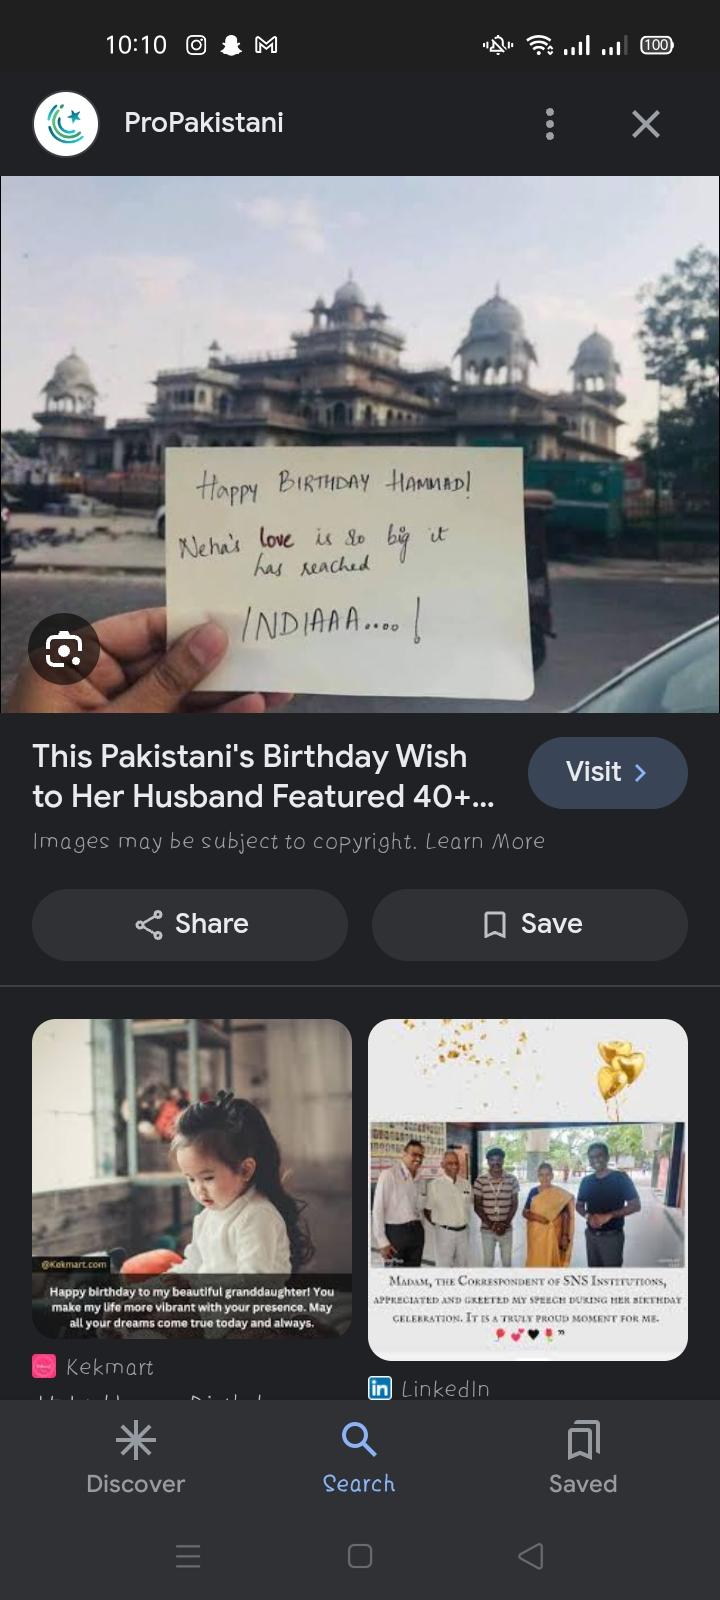 10:10
100
ProPakistani
Happy BIRTHDAY HAMMAD!
Neha's love is so big it
has reached
INDIAAA....!
This Pakistani's Birthday Wish
to Her Husband Featured 40+...
Visit
Images may be subject to copyright. Learn More
Share
Save
@Kekmart.com
Happy birthday to my beautiful granddaughter! You
make my life more vibrant with your presence. May
all your dreams come true today and always.
Kekmart
Madam, the Correspondent of SNS Institutions,
appreciated and greeted my speech during her birthday
celebration. It is a truly proud moment for me.
LinkedIn
Discover
Search
Saved